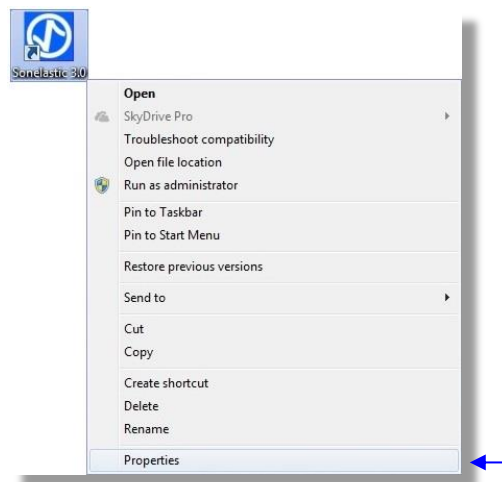 Sonelastic 3.0
Open
SkyDrive Pro
Troubleshoot compatibility
Open file location
Run as administrator
Pin to Taskbar
Pin to Start Menu
Restore previous versions
Send to
Cut
Copy
Create shortcut
Delete
Rename
Properties